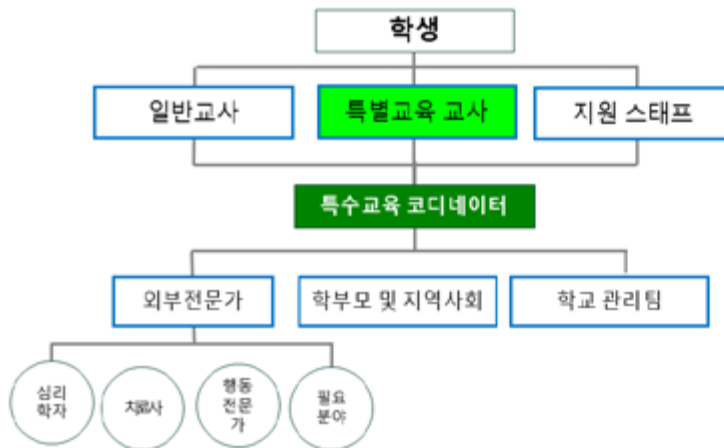 학생
일반교사
특별교육 교사
지원 스태프
특수교육 코디네이터
외부전문가
학부모 및 지역사회
학교 관리팀
심리
학자
치료사
행동
전문
가
필요
분야